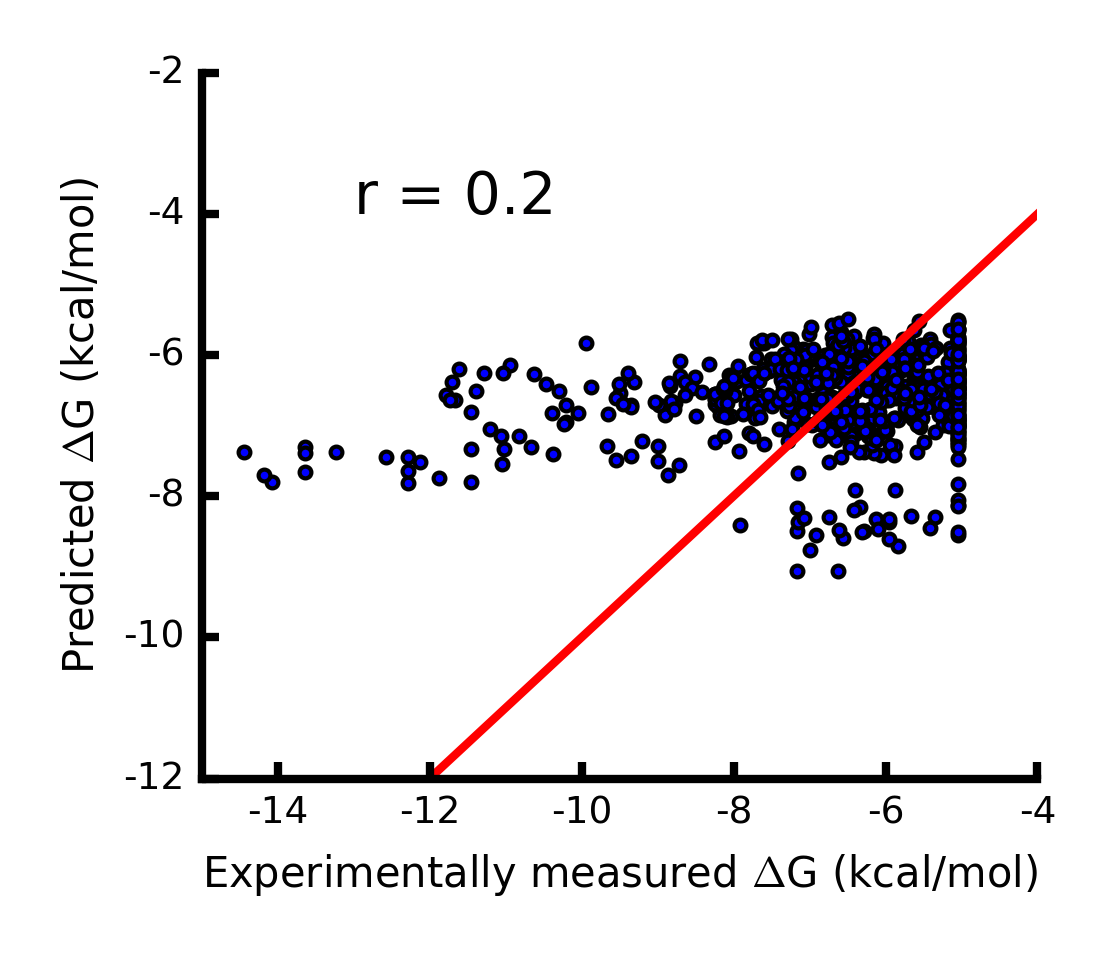 -2
-4
r = 0.2
-6
-8
-10
-12
Predicted ΔG (kcal/mol)
-14 -12 -10 -8 -6 -4
Experimentally measured ΔG (kcal/mol)